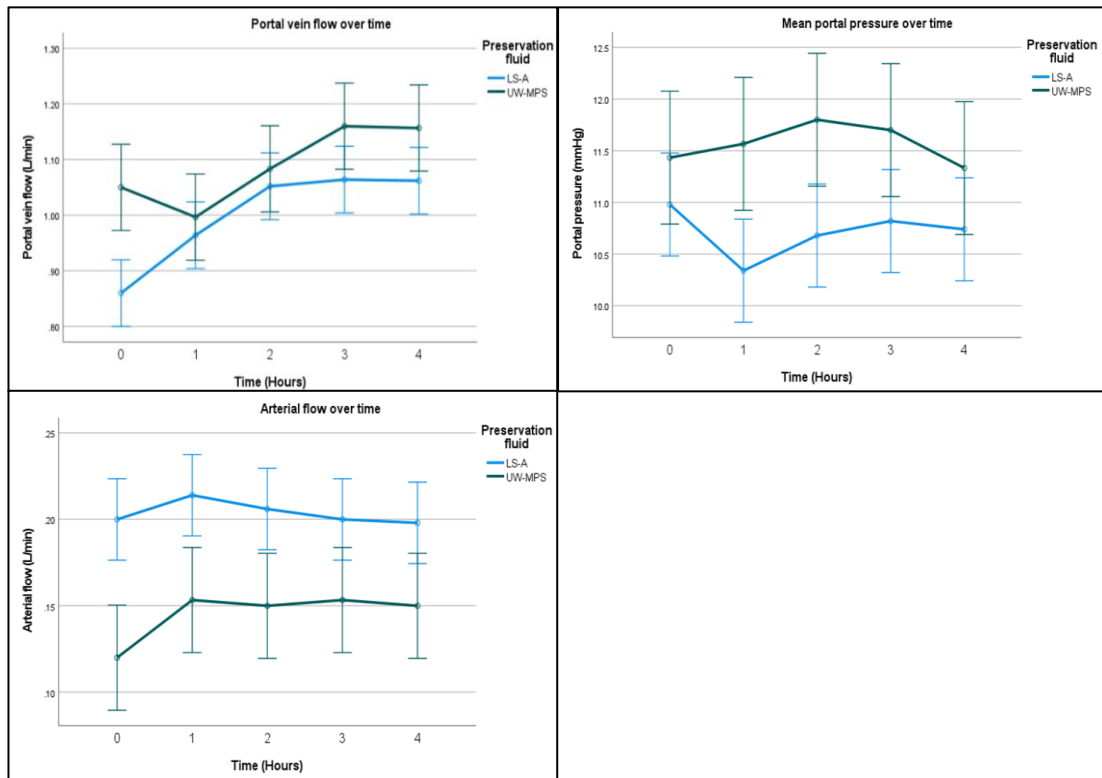 Portal vein flow over time
Preservation
fluid
LS-A
UW-MPS
1.30
1.20
1.10
1.00
.90
.80
Portal vein flow (L/min)
0 1 2 3 4
Time (Hours)
Mean portal pressure over time
Preservation
fluid
LS-A
UW-MPS
12.5
12.0
11.5
11.0
10.5
10.0
Portal pressure (mmHg)
0 1 2 3 4
Time (Hours)
Arterial flow over time
Preservation
fluid
LS-A
UW-MPS
.25
.20
.15
.10
Arterial flow (L/min)
0 1 2 3 4
Time (Hours)